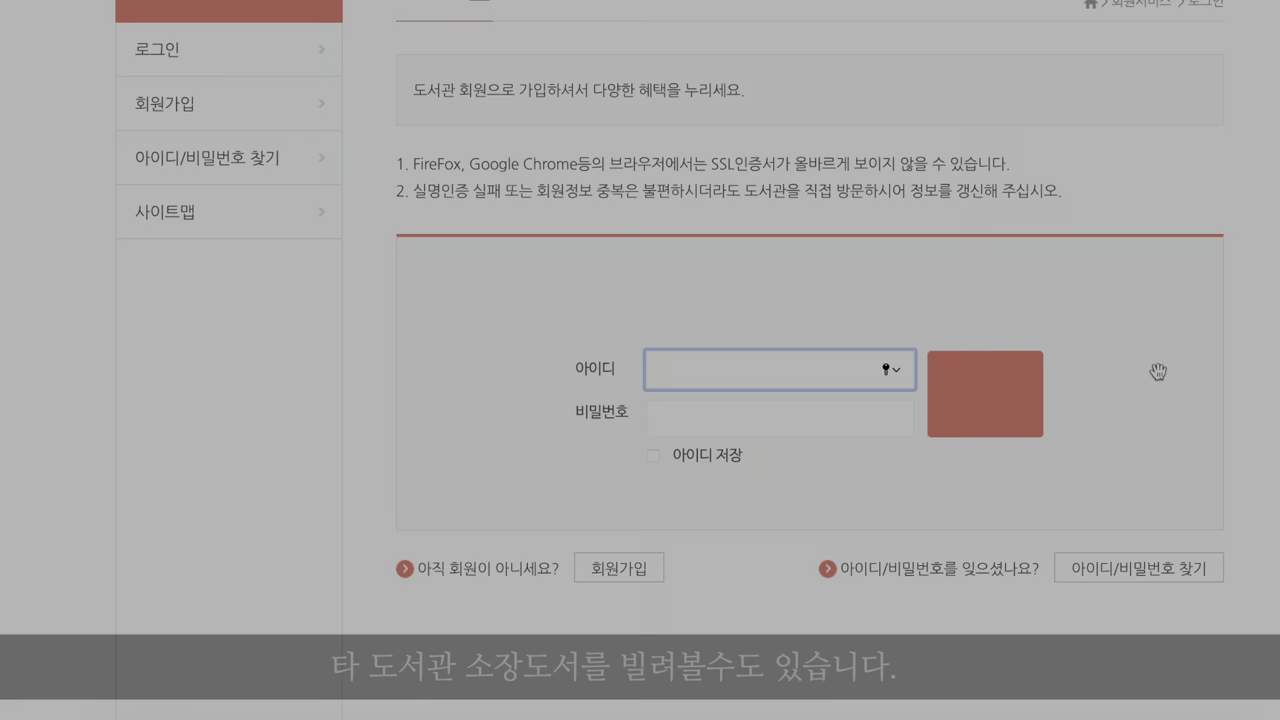 회원서비스 > 로그인
로그인
회원가입
아이디/비밀번호 찾기
사이트맵
도서관 회원으로 가입하셔서 다양한 혜택을 누리세요.
1. FireFox, Google Chrome등의 브라우저에서는 SSL인증서가 올바르게 보이지 않을 수 있습니다.
2. 실명인증 실패 또는 회원정보 중복은 불편하시더라도 도서관을 직접 방문하시어 정보를 갱신해 주십시오.
아이디
비밀번호
아이디 저장
아직 회원이 아니세요? 회원가입
아이디/비밀번호를 잊으셨나요? 아이디/비밀번호 찾기
타 도서관 소장도서를 빌려볼수도 있습니다.